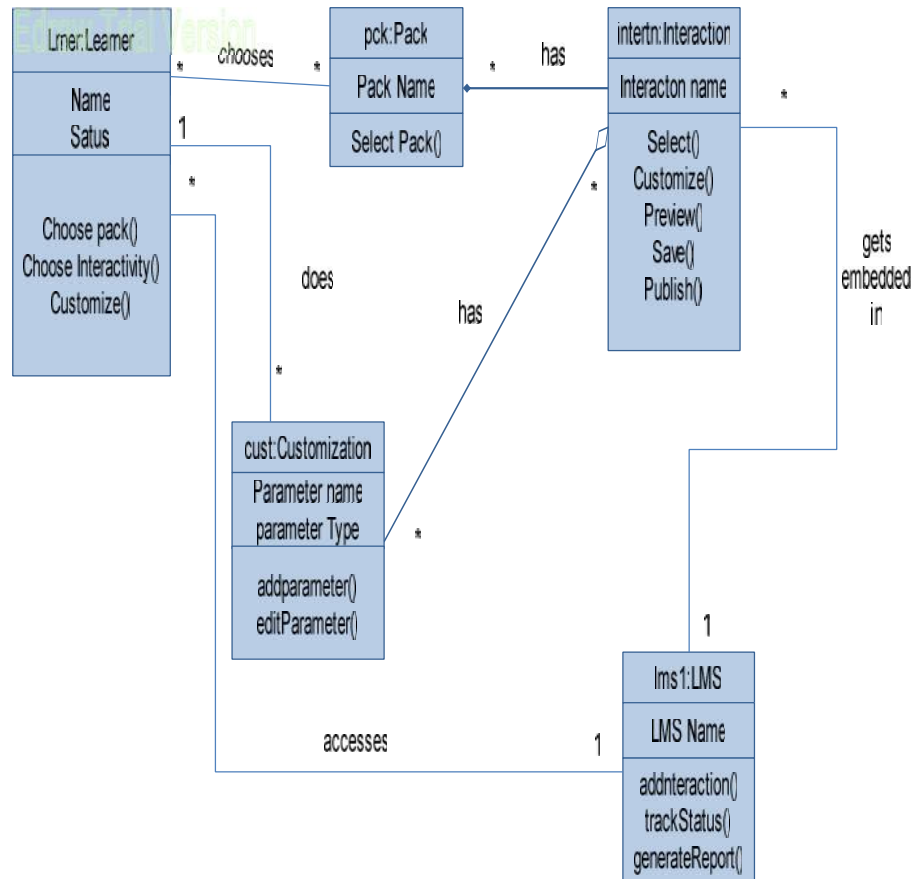 Edraw Trial Version
Lrner:Learner
Name
Satus
Choose pack()
Choose Interactivity()
Customize()
chooses
*
*
pck:Pack
Pack Name
Select Pack()
*
has
intertn:Interaction
Interacton name
Select()
Customize()
Preview()
Save()
Publish()
*
gets
embedded
in
1
1
does
*
*
has
*
cust:Customization
Parameter name
parameter Type
addparameter()
editParameter()
*
accesses
1
lms1:LMS
LMS Name
addnteraction()
trackStatus()
generateReport()